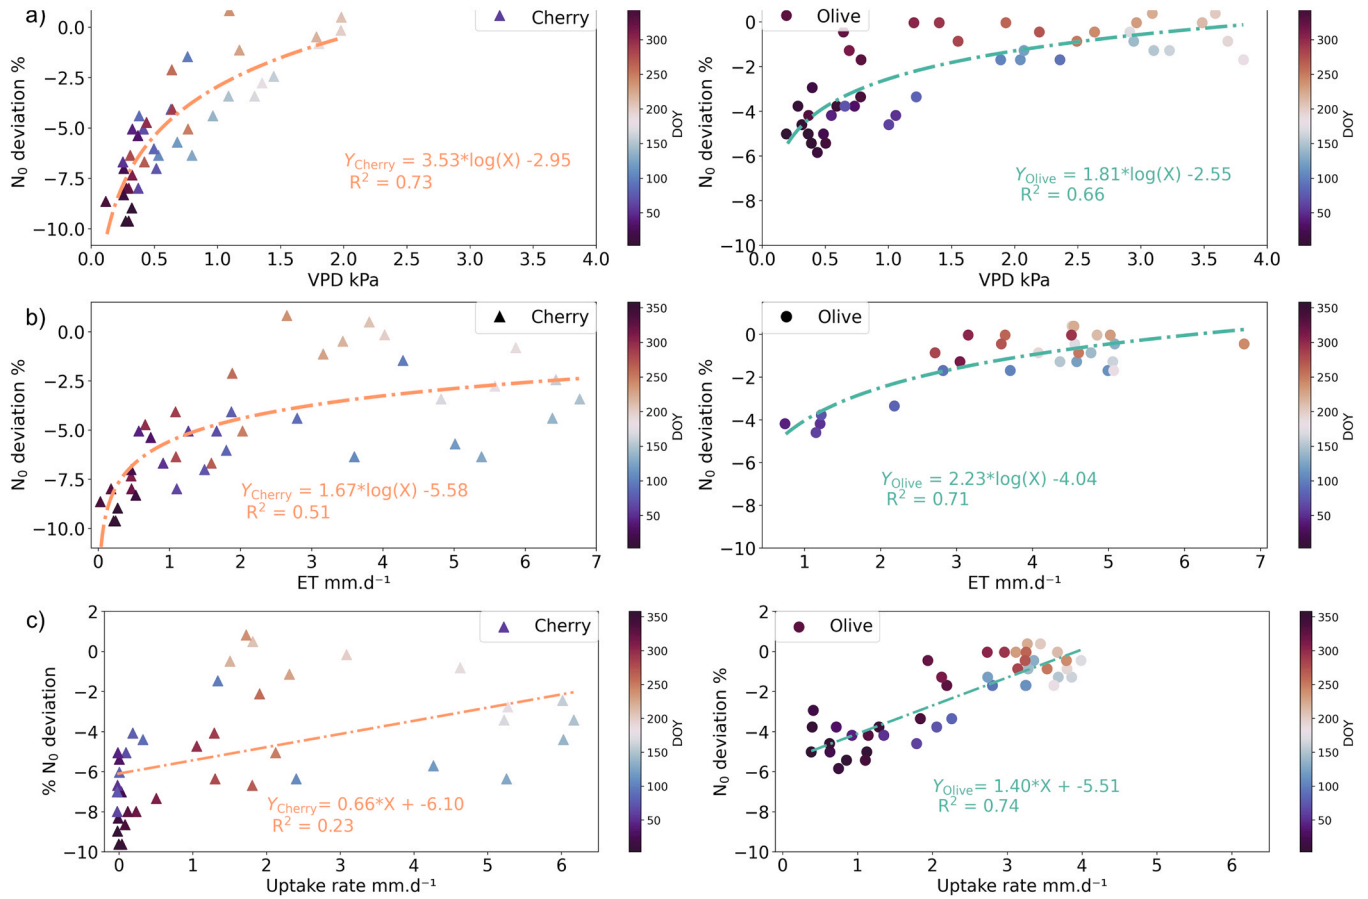 a)
Cherry
N₀ deviation %
0.0
−2.5
−5.0
−7.5
−10.0
Y_Cherry = 3.53*log(X) -2.95
R² = 0.73
0.0 0.5 1.0 1.5 2.0 2.5 3.0 3.5 4.0
VPD kPa
300
250
200
150
100
50
DOY
Olive
N₀ deviation %
0
−2
−4
−6
−8
−10
Y_Olive = 1.81*log(X) -2.55
R² = 0.66
0.0 0.5 1.0 1.5 2.0 2.5 3.0 3.5 4.0
VPD kPa
300
250
200
150
100
50
DOY
b)
Cherry
N₀ deviation %
0.0
−2.5
−5.0
−7.5
−10.0
Y_Cherry = 1.67*log(X) -5.58
R² = 0.51
0 1 2 3 4 5 6 7
ET mm.d⁻¹
350
300
250
200
150
100
50
DOY
Olive
N₀ deviation %
0
−2
−4
−6
−8
−10
Y_Olive = 2.23*log(X) -4.04
R² = 0.71
1 2 3 4 5 6 7
ET mm.d⁻¹
350
300
250
200
150
100
50
DOY
c)
Cherry
% N₀ deviation
2
0
−2
−4
−6
−8
−10
Y_Cherry= 0.66*X + -6.10
R² = 0.23
0 1 2 3 4 5 6
Uptake rate mm.d⁻¹
350
300
250
200
150
100
50
DOY
Olive
N₀ deviation %
2
0
−2
−4
−6
−8
−10
Y_Olive= 1.40*X + -5.51
R² = 0.74
0 1 2 3 4 5 6
Uptake rate mm.d⁻¹
350
300
250
200
150
100
50
DOY